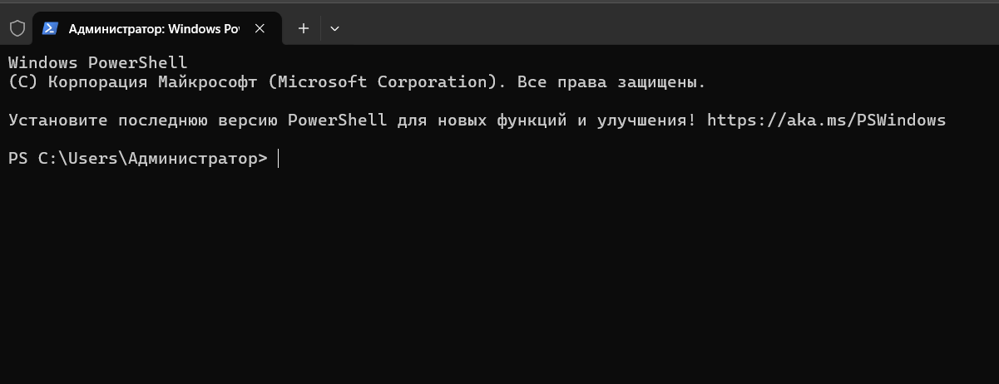 Администратор: Windows Po
Windows PowerShell
(C) Корпорация Майкрософт (Microsoft Corporation). Все права защищены.
Установите последнюю версию PowerShell для новых функций и улучшения! https://aka.ms/PSWindows
PS C:\Users\Администратор>